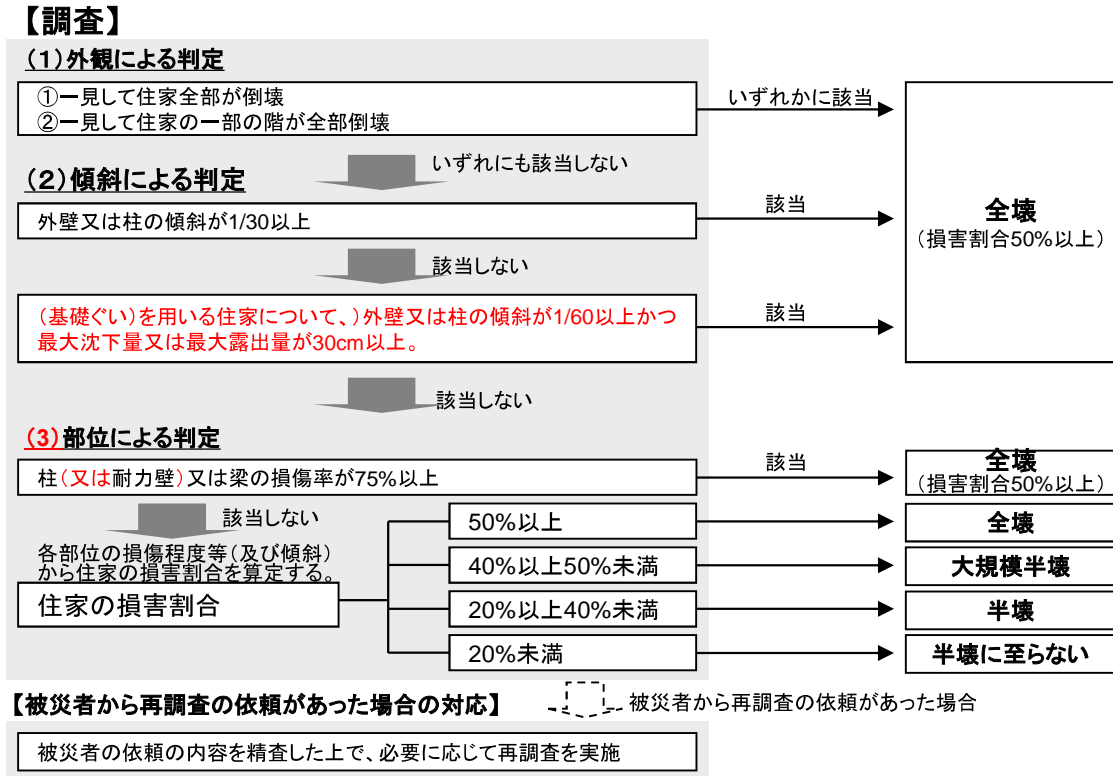 【調査】
(1)外観による判定
①一見して住家全部が倒壊
②一見して住家の一部の階が全部倒壊
いずれかに該当
全壊
(損害割合50%以上)
いずれにも該当しない
(2)傾斜による判定
外壁又は柱の傾斜が1/30以上
該当
該当しない
(基礎ぐい)を用いる住家について、)外壁又は柱の傾斜が1/60以上かつ
最大沈下量又は最大露出量が30cm以上。
該当
該当しない
(3)部位による判定
柱(又は耐力壁)又は梁の損傷率が75%以上
該当
全壊
(損害割合50%以上)
該当しない
各部位の損傷程度等(及び傾斜)
から住家の損害割合を算定する。
住家の損害割合
50%以上
全壊
40%以上50%未満
大規模半壊
20%以上40%未満
半壊
20%未満
半壊に至らない
【被災者から再調査の依頼があった場合の対応】
被災者から再調査の依頼があった場合
被災者の依頼の内容を精査した上で、必要に応じて再調査を実施